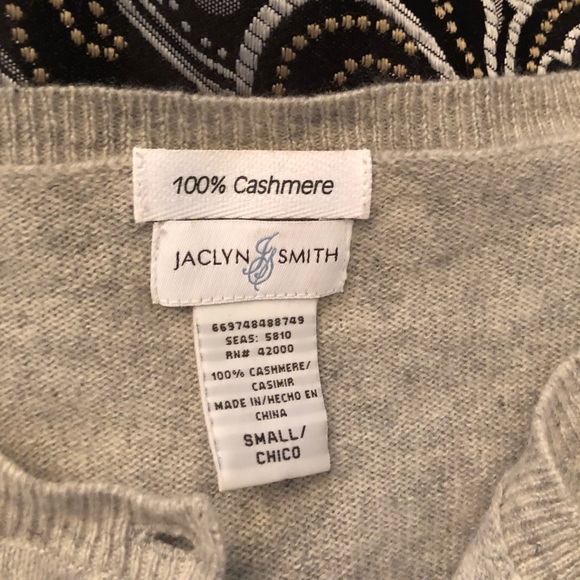 100% Cashmere
JACLYN JS SMITH
669748488749
SEAS: 5810
RN# 42000
100% CASHMERE/
CASIMIR
MADE IN/HECHO EN
CHINA
SMALL/
CHICO